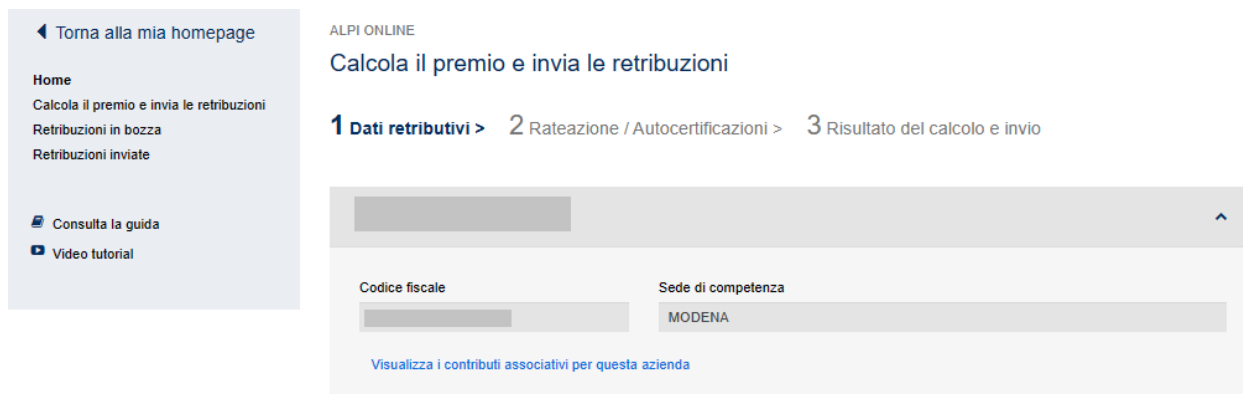 Torna alla mia homepage
Home
Calcola il premio e invia le retribuzioni
Retribuzioni in bozza
Retribuzioni inviate
Consulta la guida
Video tutorial
ALPI ONLINE
Calcola il premio e invia le retribuzioni
1 Dati retributivi > 2 Rateazione / Autocertificazioni > 3 Risultato del calcolo e invio
Codice fiscale
Sede di competenza
MODENA
Visualizza i contributi associativi per questa azienda